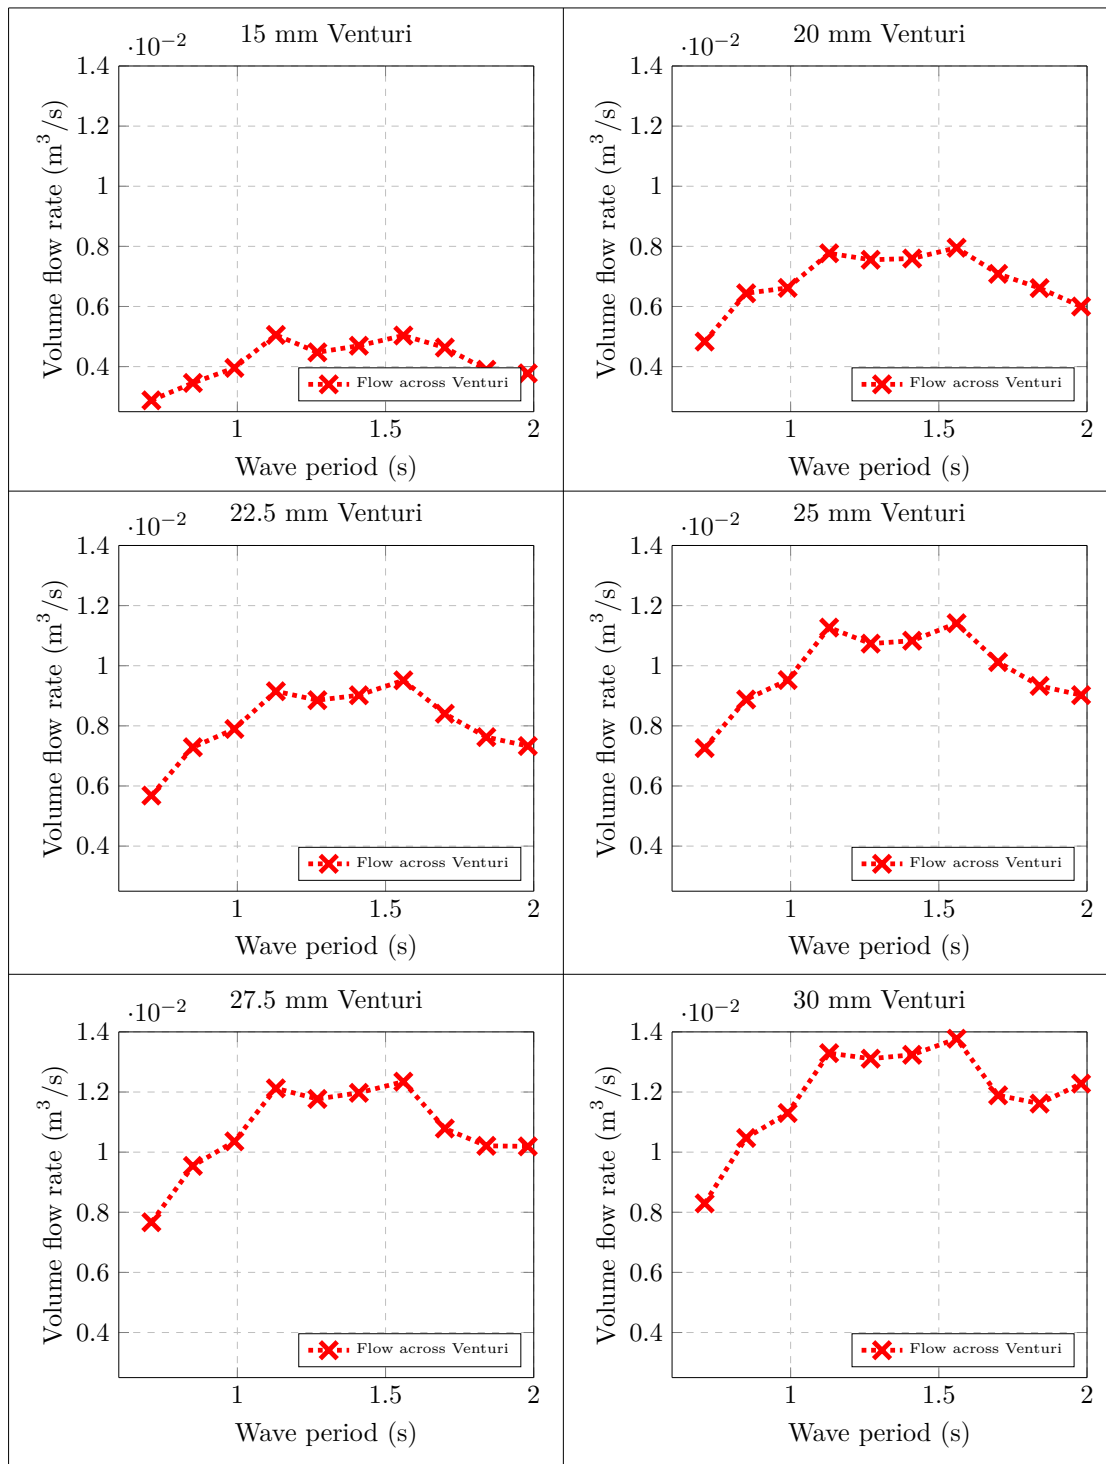 15 mm Venturi
·10⁻²
1.4
1.2
1
0.8
0.6
0.4
Volume flow rate (m³/s)
1 1.5 2
Wave period (s)
Flow across Venturi
20 mm Venturi
·10⁻²
1.4
1.2
1
0.8
0.6
0.4
Volume flow rate (m³/s)
1 1.5 2
Wave period (s)
Flow across Venturi
22.5 mm Venturi
·10⁻²
1.4
1.2
1
0.8
0.6
0.4
Volume flow rate (m³/s)
1 1.5 2
Wave period (s)
Flow across Venturi
25 mm Venturi
·10⁻²
1.4
1.2
1
0.8
0.6
0.4
Volume flow rate (m³/s)
1 1.5 2
Wave period (s)
Flow across Venturi
27.5 mm Venturi
·10⁻²
1.4
1.2
1
0.8
0.6
0.4
Volume flow rate (m³/s)
1 1.5 2
Wave period (s)
Flow across Venturi
30 mm Venturi
·10⁻²
1.4
1.2
1
0.8
0.6
0.4
Volume flow rate (m³/s)
1 1.5 2
Wave period (s)
Flow across Venturi